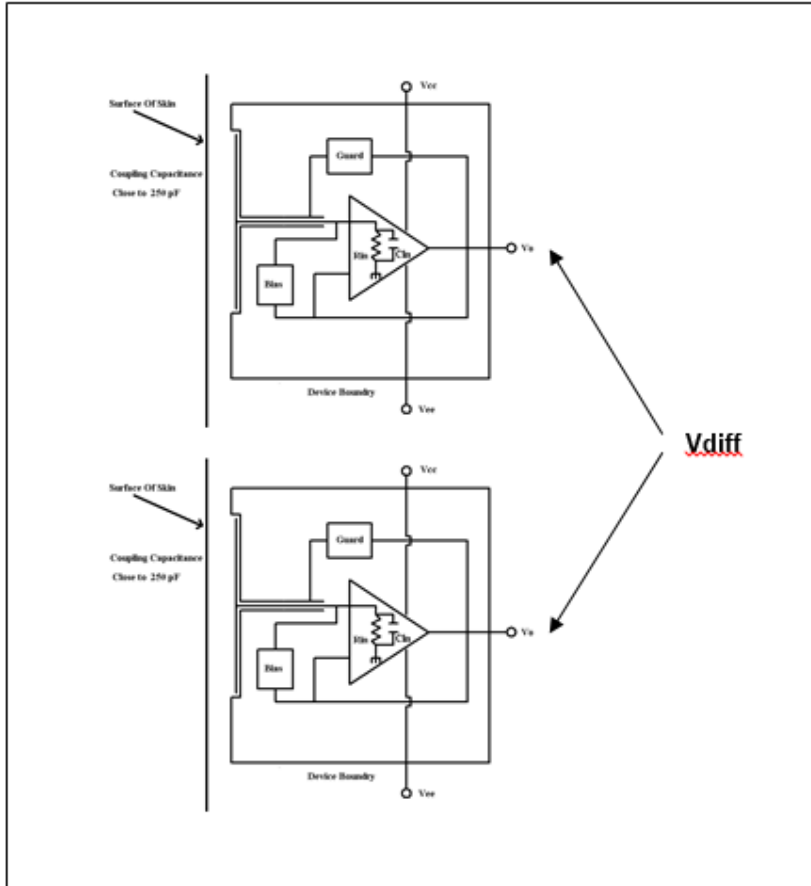 Vcc
Surface Of Skin
Guard
Coupling Capacitance
Close to 250 pF
Rin
Cin
Vo
Bias
Device Boundry
Vee
Vdiff
Vcc
Surface Of Skin
Guard
Coupling Capacitance
Close to 250 pF
Rin
Cin
Vo
Bias
Device Boundry
Vee